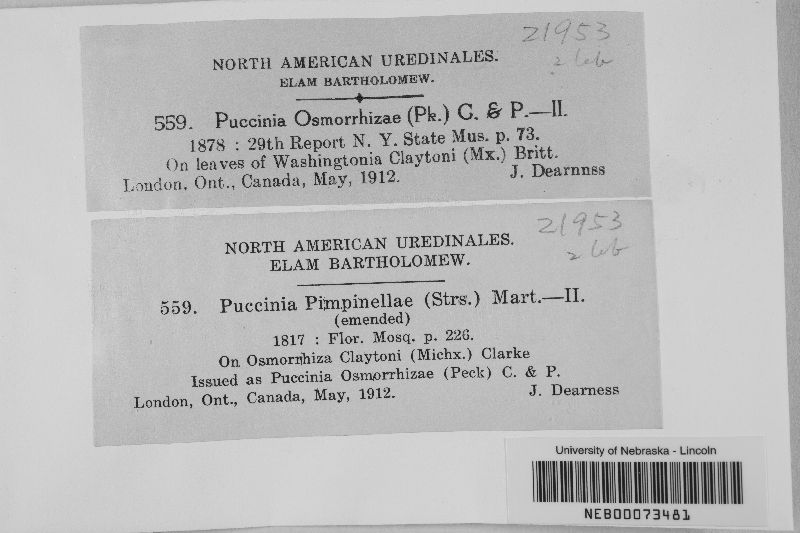 21953
2 lab
NORTH AMERICAN UREDINALES.
ELAM BARTHOLOMEW.
559. Puccinia Osmorrhizae (Pk.) C. & P.—II.
1878 : 29th Report N. Y. State Mus. p. 73.
On leaves of Washingtonia Claytoni (Mx.) Britt.
London, Ont., Canada, May, 1912. J. Dearnnss
21953
2 lab
NORTH AMERICAN UREDINALES.
ELAM BARTHOLOMEW.
559. Puccinia Pimpinellae (Strs.) Mart.—II.
(emended)
1817 : Flor. Mosq. p. 226.
On Osmorrhiza Claytoni (Michx.) Clarke
Issued as Puccinia Osmorrhizae (Peck) C. & P.
London, Ont., Canada, May, 1912. J. Dearness
University of Nebraska - Lincoln
NEB00073481